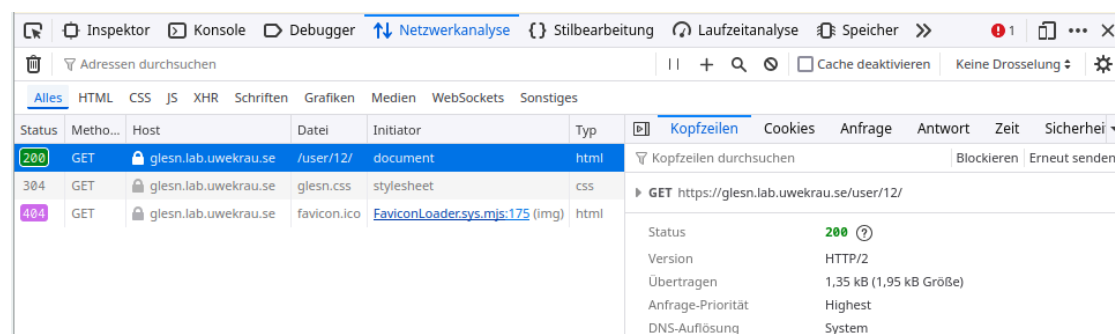 Inspektor Konsole Debugger Netzwerkanalyse {} Stilbearbeitung Laufzeitanalyse Speicher 1
Adressen durchsuchen Cache deaktivieren Keine Drosselung
Alles HTML CSS JS XHR Schriften Grafiken Medien WebSockets Sonstiges
Status Metho... Host Datei Initiator Typ
200 GET glesn.lab.uwekrau.se /user/12/ document html
304 GET glesn.lab.uwekrau.se glesn.css stylesheet css
404 GET glesn.lab.uwekrau.se favicon.ico FaviconLoader.sys.mjs:175 (img) html
Kopfzeilen Cookies Anfrage Antwort Zeit Sicherhei
Kopfzeilen durchsuchen Blockieren Erneut senden
GET https://glesn.lab.uwekrau.se/user/12/
Status 200
Version HTTP/2
Übertragen 1,35 kB (1,95 kB Größe)
Anfrage-Priorität Highest
DNS-Auflösung System